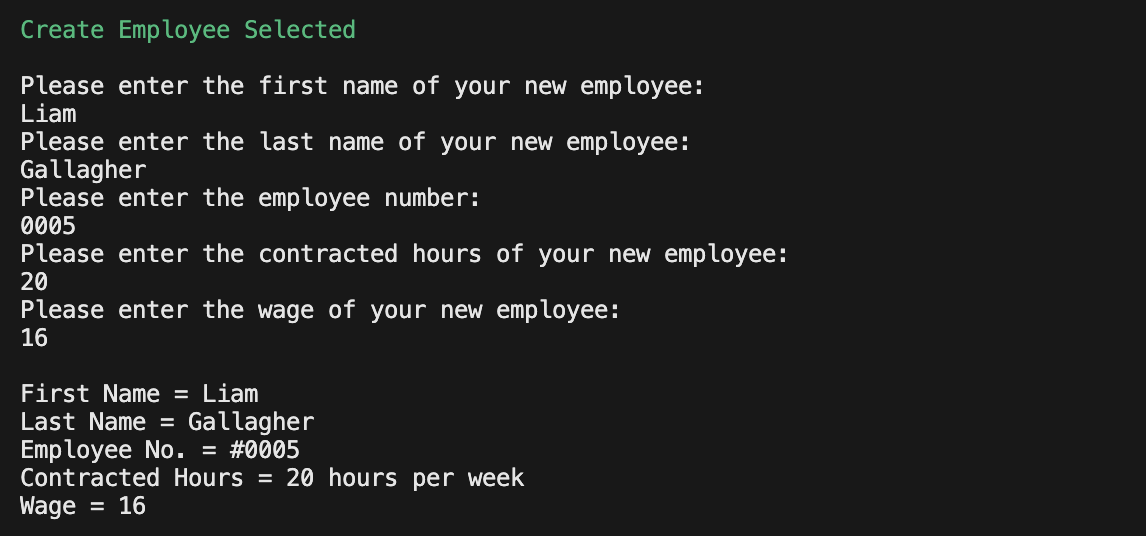 Create Employee Selected
Please enter the first name of your new employee:
Liam
Please enter the last name of your new employee:
Gallagher
Please enter the employee number:
0005
Please enter the contracted hours of your new employee:
20
Please enter the wage of your new employee:
16
First Name = Liam
Last Name = Gallagher
Employee No. = #0005
Contracted Hours = 20 hours per week
Wage = 16